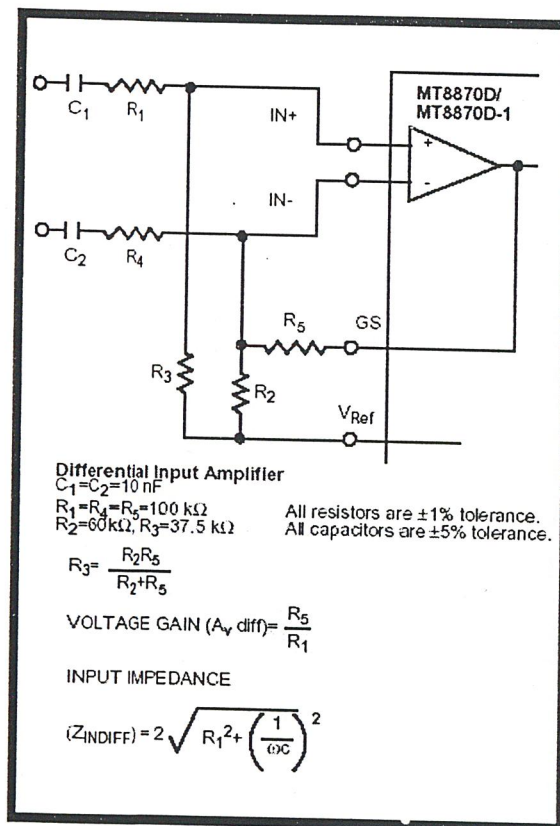 MT8870D/
MT8870D-1
C1
R1
IN+
+
IN-
-
C2
R4
R5
GS
R3
R2
VRef
Differential Input Amplifier
C1=C2=10 nF
R1=R4=R5=100 kΩ
All resistors are ±1% tolerance.
R2=60kΩ, R3=37.5 kΩ
All capacitors are ±5% tolerance.
R3= R2R5
R2+R5
VOLTAGE GAIN (Av diff)= R5
R1
INPUT IMPEDANCE
(ZINDIFF) = 2 √ R1²+ (1/ωc)²